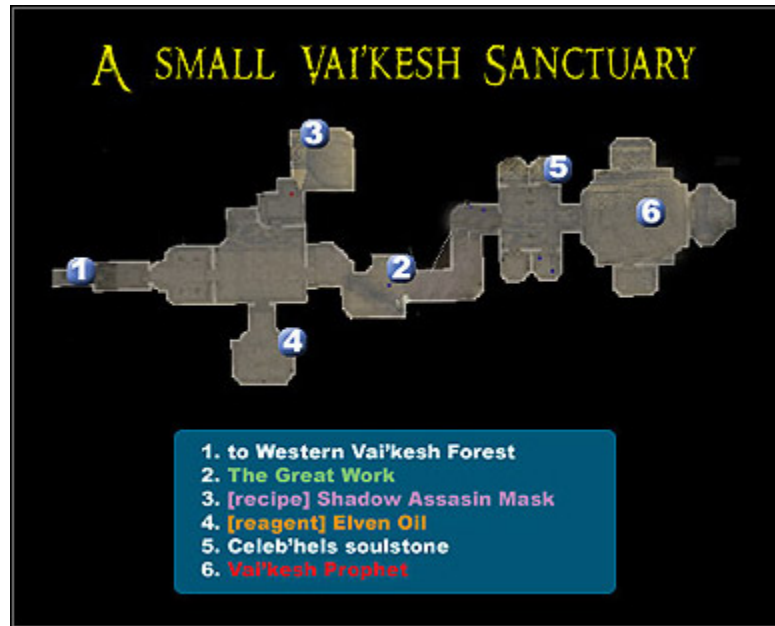 A SMALL VAI'KESH SANCTUARY
3
5
6
1
2
4
1. to Western Vai'kesh Forest
2. The Great Work
3. [recipe] Shadow Assasin Mask
4. [reagent] Elven Oil
5. Celeb'hels soulstone
6. Vai'kesh Prophet